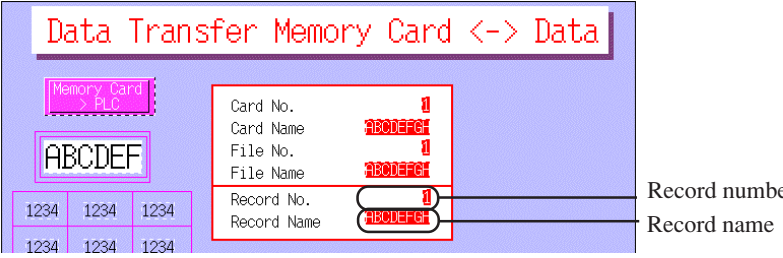 Data Transfer Memory Card <-> Data
Memory Card
> PLC
ABCDEF
Card No. 1
Card Name ABCDEFGH
File No. 1
File Name ABCDEFGH
Record No. 1
Record Name ABCDEFGH
Record numbe
Record name
1234 1234 1234
1234 1234 1234